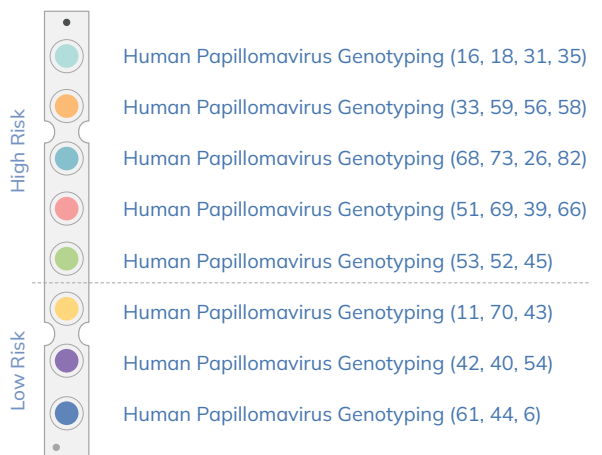 High Risk
Human Papillomavirus Genotyping (16, 18, 31, 35)
Human Papillomavirus Genotyping (33, 59, 56, 58)
Human Papillomavirus Genotyping (68, 73, 26, 82)
Human Papillomavirus Genotyping (51, 69, 39, 66)
Human Papillomavirus Genotyping (53, 52, 45)
Low Risk
Human Papillomavirus Genotyping (11, 70, 43)
Human Papillomavirus Genotyping (42, 40, 54)
Human Papillomavirus Genotyping (61, 44, 6)